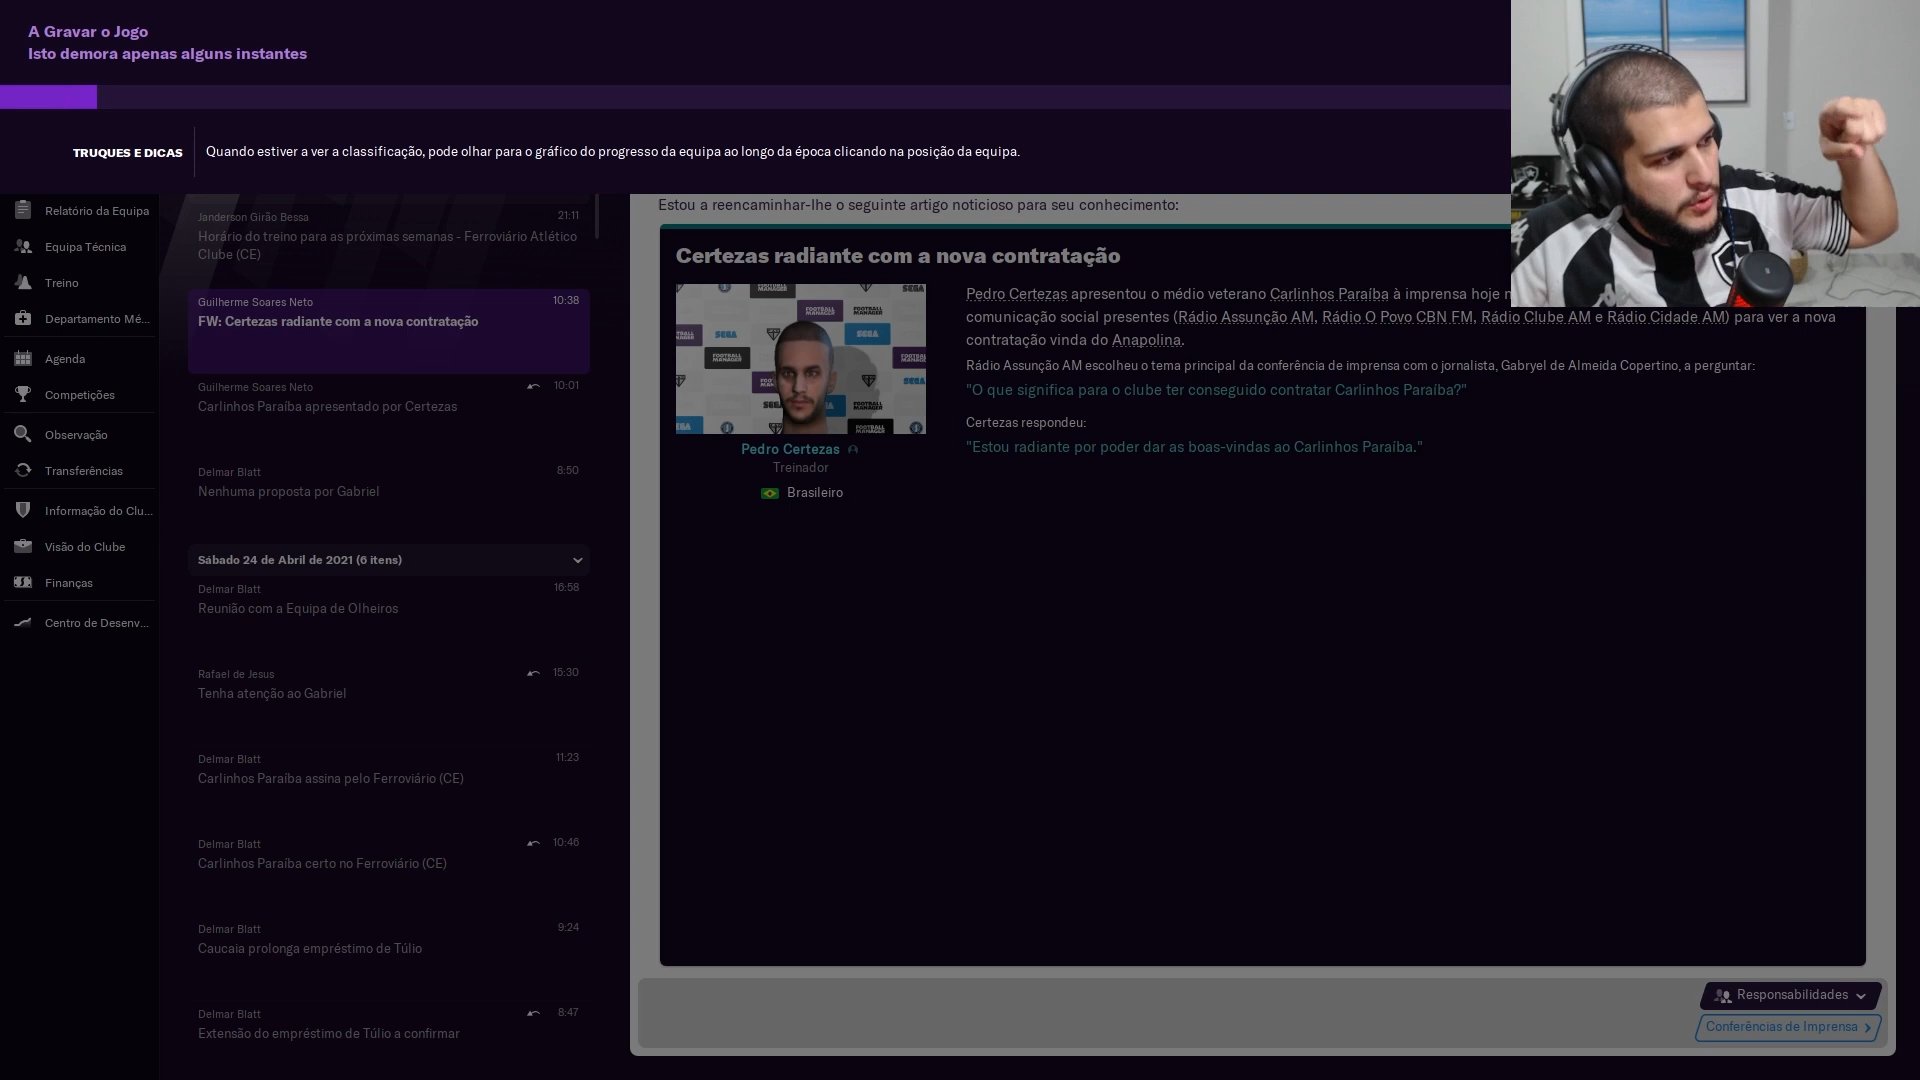 A Gravar o Jogo
Isto demora apenas alguns instantes
TRUQUES E DICAS
Quando estiver a ver a classificação, pode olhar para o gráfico do progresso da equipa ao longo da época clicando na posição da equipa.
Relatório da Equipa
Equipa Técnica
Treino
Departamento Mé...
Agenda
Competições
Observação
Transferências
Informação do Clu...
Visão do Clube
Finanças
Centro de Desenv...
Janderson Girão Bessa
21:11
Horário do treino para as próximas semanas - Ferroviário Atlético
Clube (CE)
Guilherme Soares Neto
10:38
FW: Certezas radiante com a nova contratação
Guilherme Soares Neto
10:01
Carlinhos Paraíba apresentado por Certezas
Delmar Blatt
8:50
Nenhuma proposta por Gabriel
Sábado 24 de Abril de 2021 (6 itens)
Delmar Blatt
16:58
Reunião com a Equipa de Olheiros
Rafael de Jesus
15:30
Tenha atenção ao Gabriel
Delmar Blatt
11:23
Carlinhos Paraíba assina pelo Ferroviário (CE)
Delmar Blatt
10:46
Carlinhos Paraíba certo no Ferroviário (CE)
Delmar Blatt
9:24
Caucaia prolonga empréstimo de Túlio
Delmar Blatt
8:47
Extensão do empréstimo de Túlio a confirmar
Estou a reencaminhar-lhe o seguinte artigo noticioso para seu conhecimento:
Certezas radiante com a nova contratação
Pedro Certezas
Treinador
Brasileiro
Pedro Certezas apresentou o médio veterano Carlinhos Paraíba à imprensa hoje
comunicação social presentes (Rádio Assunção AM, Rádio O Povo CBN FM, Rádio Clube AM e Rádio Cidade AM) para ver a nova
contratação vinda do Anapolina.
Rádio Assunção AM escolheu o tema principal da conferência de imprensa com o jornalista, Gabryel de Almeida Copertino, a perguntar:
"O que significa para o clube ter conseguido contratar Carlinhos Paraíba?"
Certezas respondeu:
"Estou radiante por poder dar as boas-vindas ao Carlinhos Paraíba."
Responsabilidades
Conferências de Imprensa